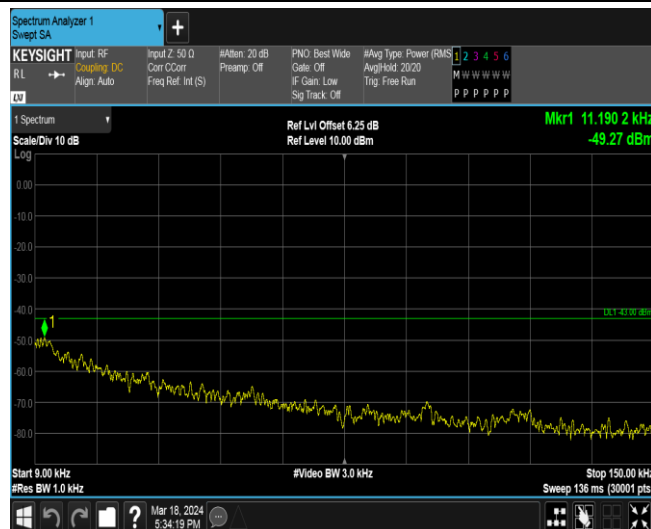 Spectrum Analyzer 1
Swept SA
+
KEYSIGHT
RL
LXI
Input: RF
Coupling: DC
Align: Auto
Input Z: 50 Ω
Corr CCorr
Freq Ref: Int (S)
#Atten: 20 dB
Preamp: Off
PNO: Best Wide
Gate: Off
IF Gain: Low
Sig Track: Off
#Avg Type: Power (RMS
Avg|Hold: 20/20
Trig: Free Run
1 2 3 4 5 6
M W W W W W
P P P P P P
1 Spectrum
Scale/Div 10 dB
Ref Lvl Offset 6.25 dB
Ref Level 10.00 dBm
Mkr1 11.190 2 kHz
-49.27 dBm
Log
0.00
-10.0
-20.0
-30.0
-40.0
DL1 -43.00 dBm
1
-50.0
-60.0
-70.0
-80.0
Start 9.00 kHz
#Video BW 3.0 kHz
Stop 150.00 kHz
#Res BW 1.0 kHz
Sweep 136 ms (30001 pts)
?
Mar 18, 2024
5:34:19 PM